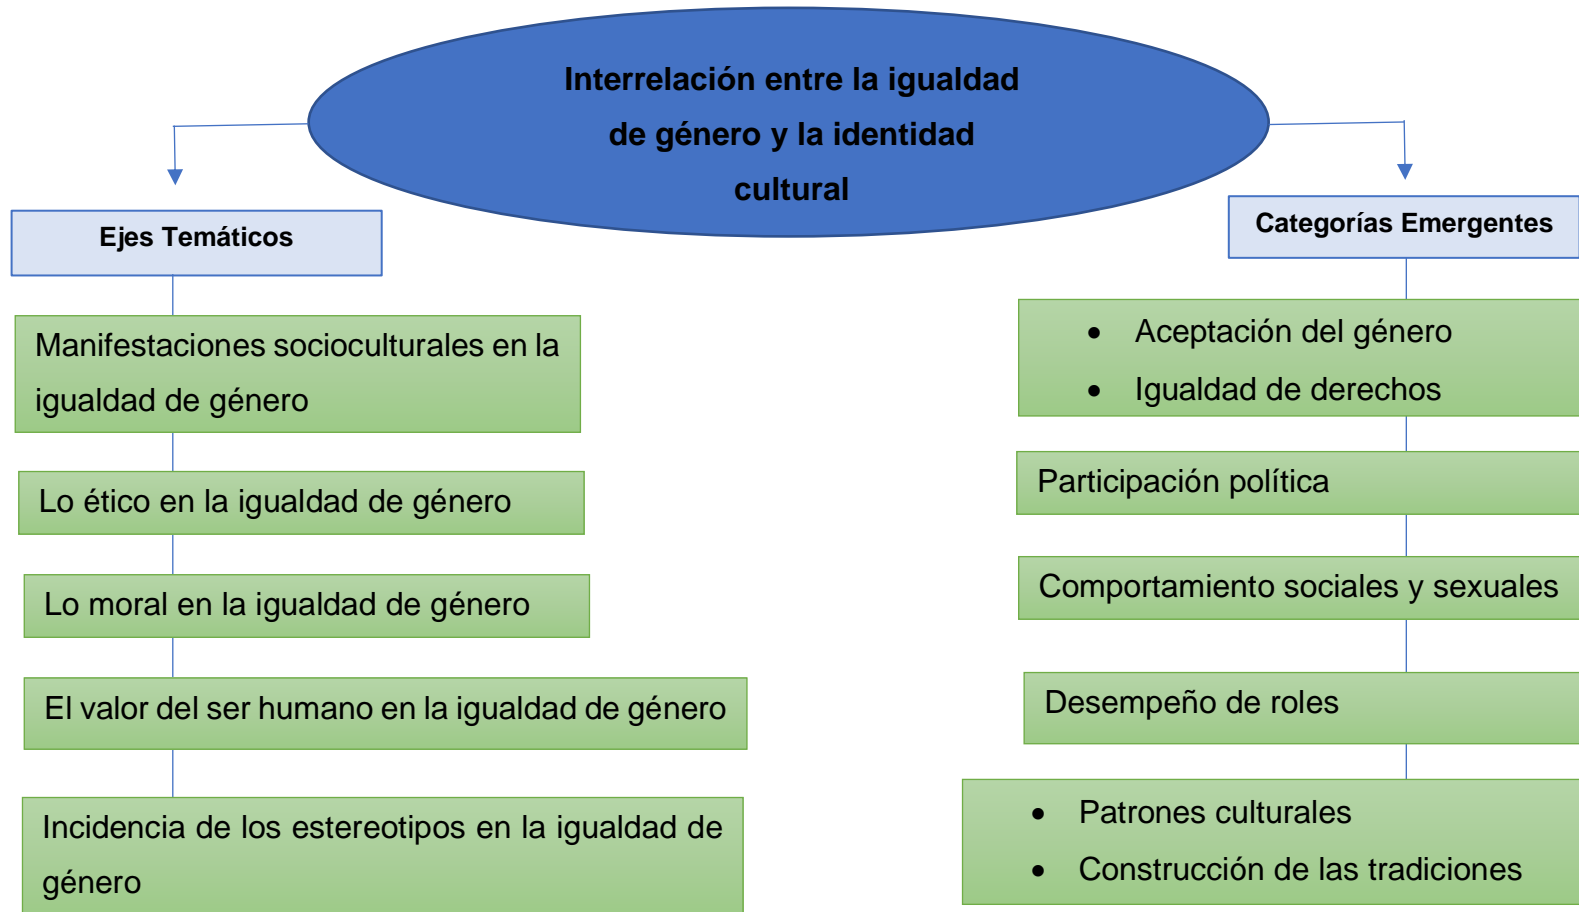 Interrelación entre la igualdad
de género y la identidad
cultural
Ejes Temáticos
Manifestaciones socioculturales en la
igualdad de género
Lo ético en la igualdad de género
Lo moral en la igualdad de género
El valor del ser humano en la igualdad de género
Incidencia de los estereotipos en la igualdad de
género
Categorías Emergentes
• Aceptación del género
• Igualdad de derechos
Participación política
Comportamiento sociales y sexuales
Desempeño de roles
• Patrones culturales
• Construcción de las tradiciones